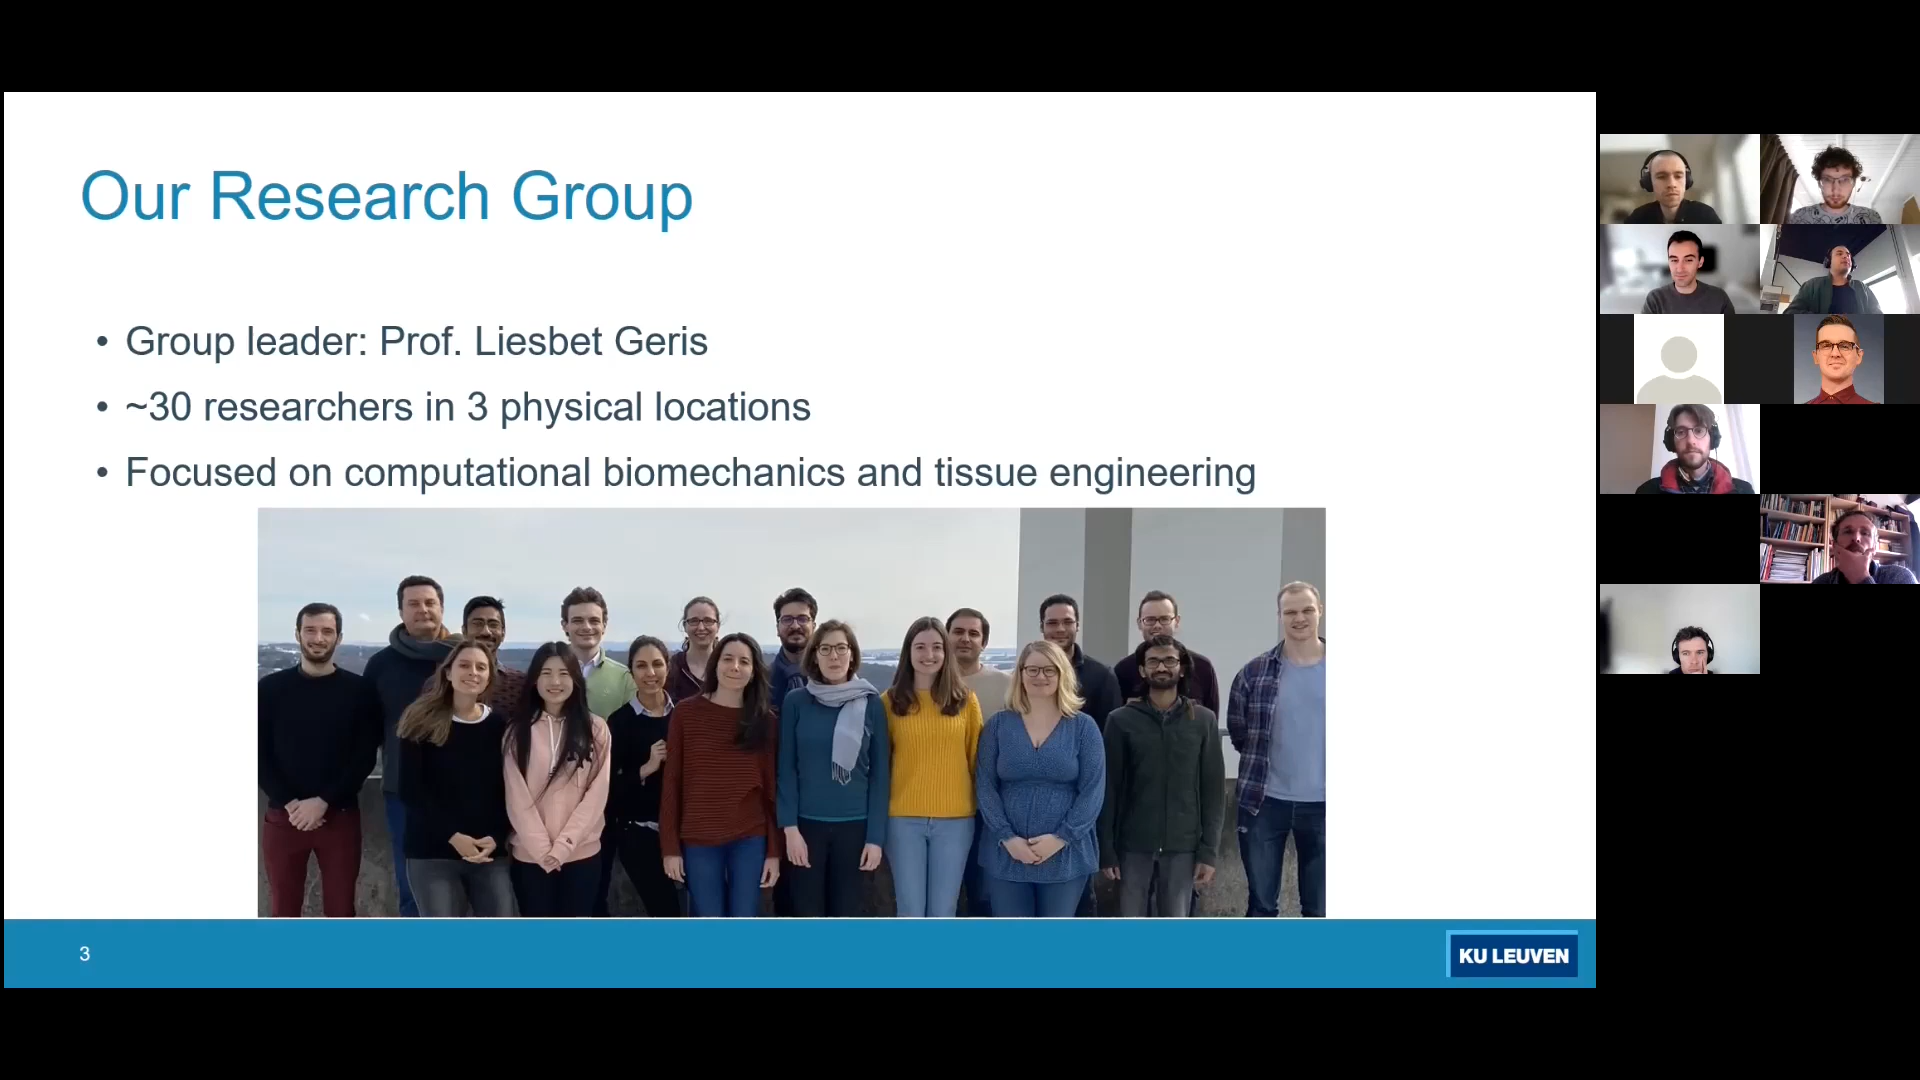 Our Research Group
• Group leader: Prof. Liesbet Geris
• ~30 researchers in 3 physical locations
• Focused on computational biomechanics and tissue engineering
3
KU LEUVEN